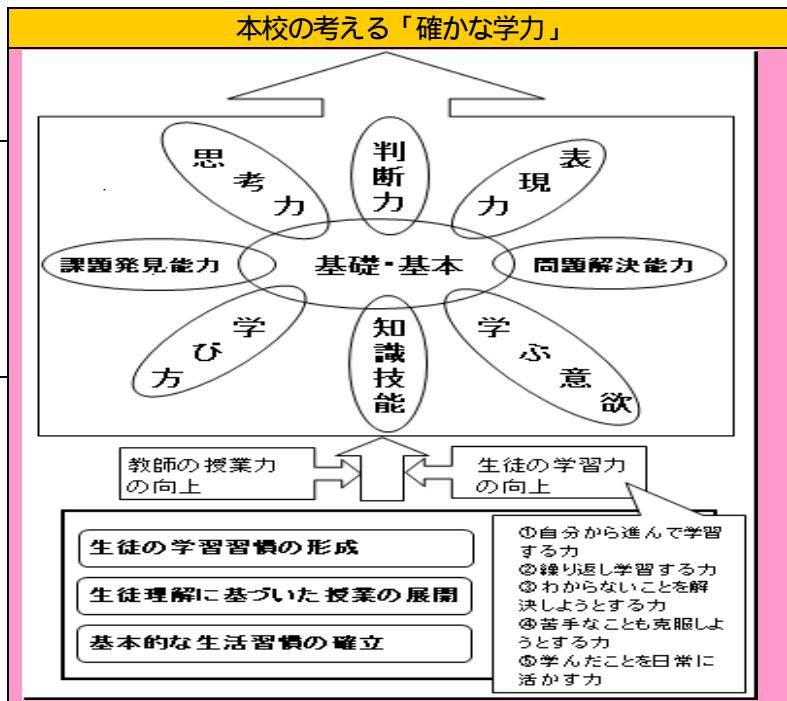 本校の考える「確かな学力」
思考力
判断力
表現力
課題発見能力
基礎・基本
問題解決能力
学び方
知識技能
学ぶ意欲
教師の授業力
の向上
生徒の学習力
の向上
生徒の学習習慣の形成
生徒理解に基づいた授業の展開
基本的な生活習慣の確立
①自分から進んで学習
する力
②繰り返し学習する力
③わからないことを解
決しようとする力
④苦手なことも克服しよ
うとする力
⑤学んだことを日常に
活かす力